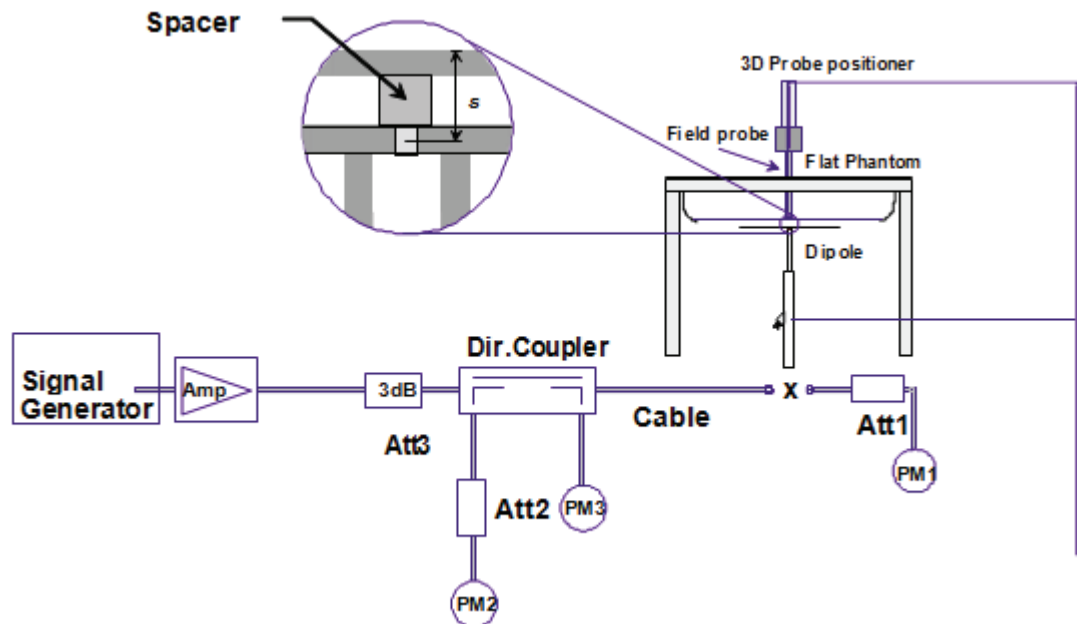 Spacer
s
3D Probe positioner
Field probe
Flat Phantom
Dipole
Signal
Generator
Amp
3dB
Att3
Dir.Coupler
Cable
x
Att1
PM1
Att2
PM3
PM2